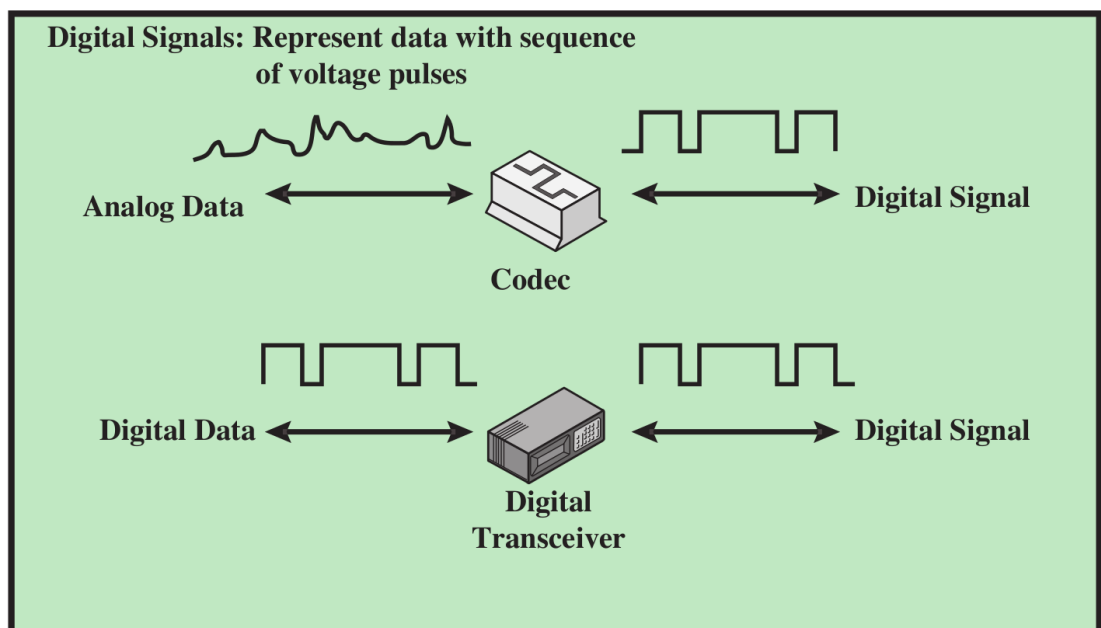 Digital Signals: Represent data with sequence
of voltage pulses
Analog Data
Digital Signal
Codec
Digital Data
Digital Signal
Digital
Transceiver